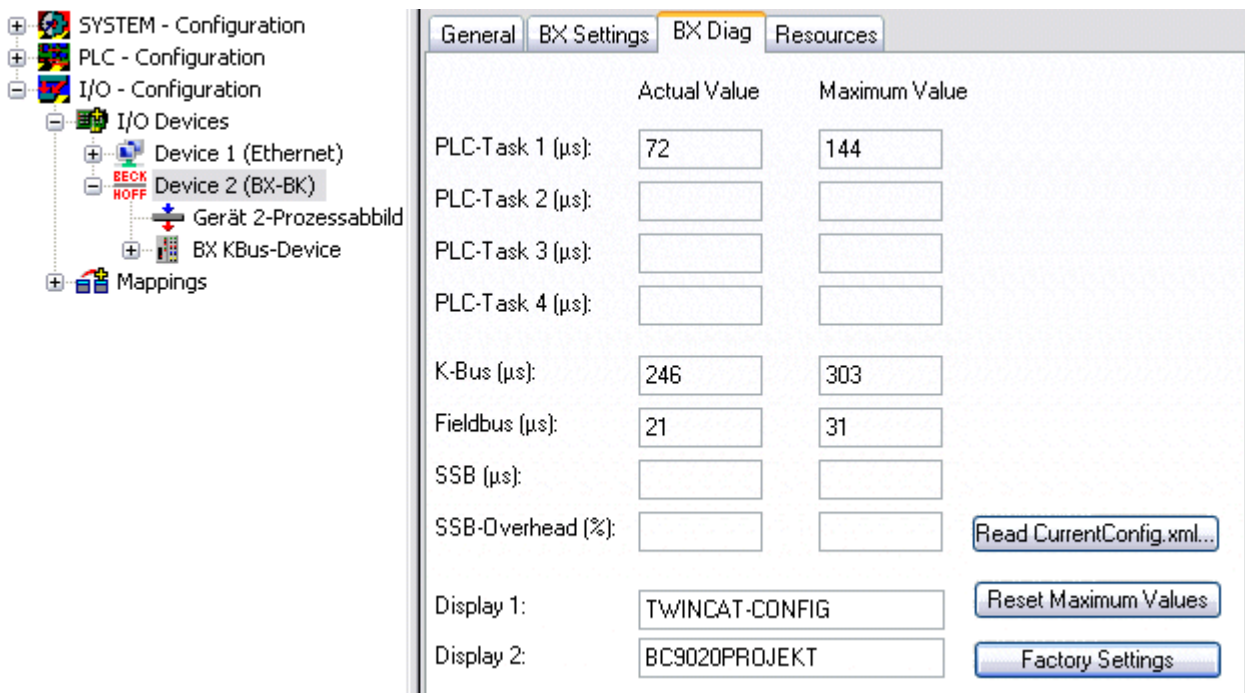 SYSTEM - Configuration
PLC - Configuration
I/O - Configuration
I/O Devices
Device 1 (Ethernet)
BECK
HOFF
Device 2 (BX-BK)
Gerät 2-Prozessabbild
BX KBus-Device
Mappings
General BX Settings BX Diag Resources
Actual Value Maximum Value
PLC-Task 1 (µs): 72 144
PLC-Task 2 (µs):
PLC-Task 3 (µs):
PLC-Task 4 (µs):
K-Bus (µs): 246 303
Fieldbus (µs): 21 31
SSB (µs):
SSB-Overhead (%): Read CurrentConfig.xml...
Display 1: TWINCAT-CONFIG Reset Maximum Values
Display 2: BC9020PROJEKT Factory Settings